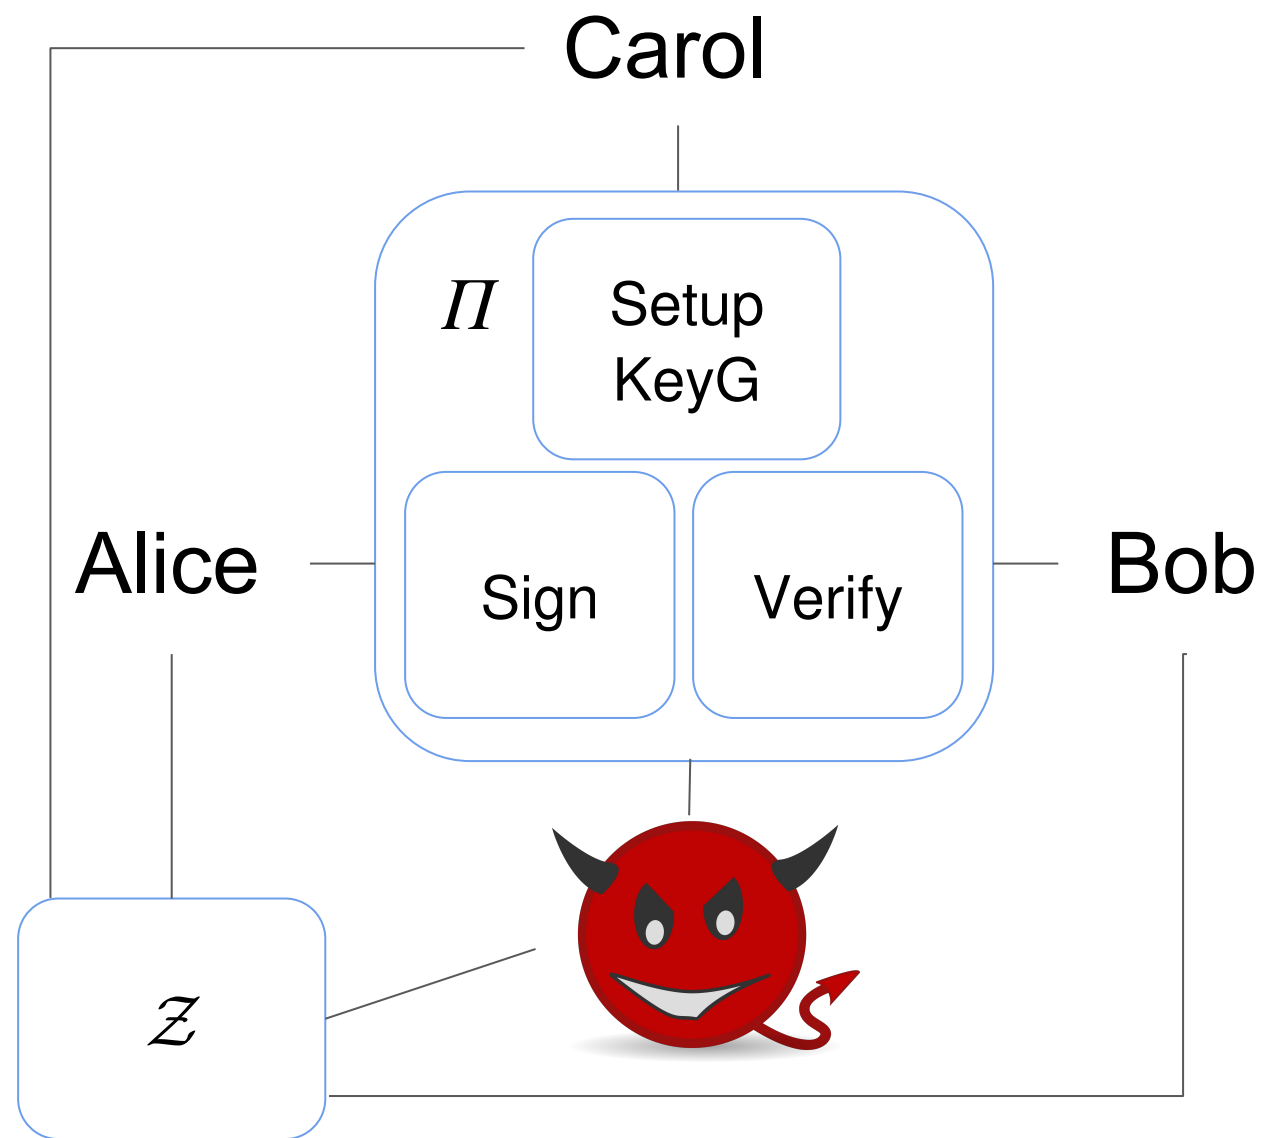 Carol
Π
Setup
KeyG
Alice
Sign
Verify
Bob
𝒵